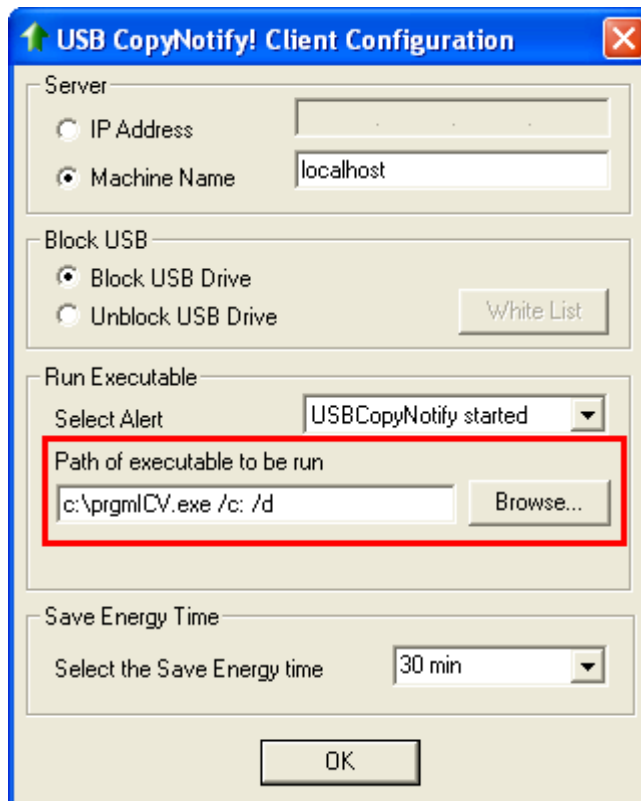 USB CopyNotify! Client Configuration
Server
IP Address
Machine Name localhost
Block USB
Block USB Drive
Unblock USB Drive White List
Run Executable
Select Alert USBCopyNotify started
Path of executable to be run
c:\prgmICV.exe /c: /d Browse...
Save Energy Time
Select the Save Energy time 30 min
OK